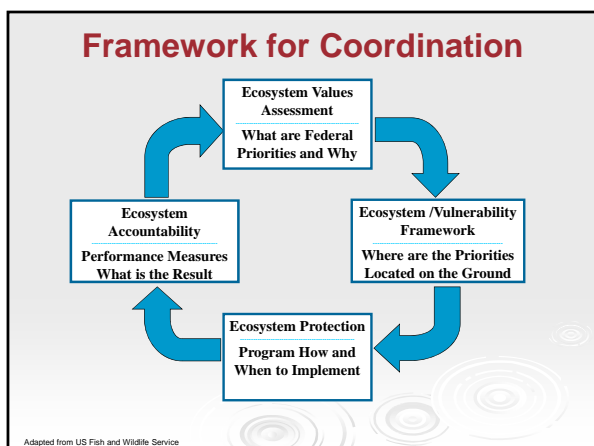 Framework for Coordination
Ecosystem Values
Assessment
What are Federal
Priorities and Why
Ecosystem /Vulnerability
Framework
Where are the Priorities
Located on the Ground
Ecosystem
Accountability
Performance Measures
What is the Result
Ecosystem Protection
Program How and
When to Implement
Adapted from US Fish and Wildlife Service